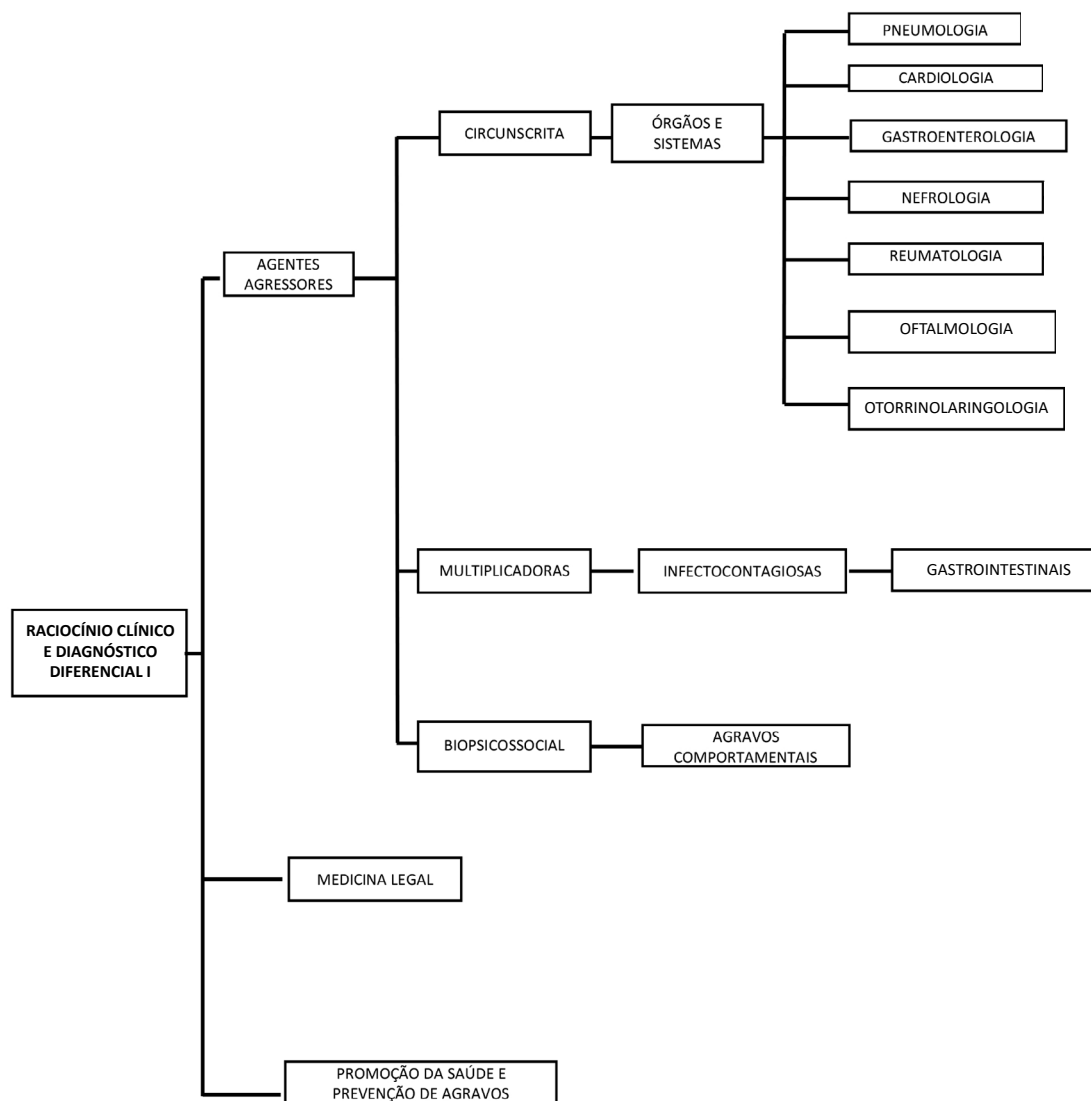 PNEUMOLOGIA
CARDIOLOGIA
CIRCUNSCRITA
ÓRGÃOS E
SISTEMAS
GASTROENTEROLOGIA
NEFROLOGIA
AGENTES
AGRESSORES
REUMATOLOGIA
OFTALMOLOGIA
OTORRINOLARINGOLOGIA
MULTIPLICADORAS
INFECTOCONTAGIOSAS
GASTROINTESTINAIS
RACIOCÍNIO CLÍNICO
E DIAGNÓSTICO
DIFERENCIAL I
BIOPSICOSSOCIAL
AGRAVOS
COMPORTAMENTAIS
MEDICINA LEGAL
PROMOÇÃO DA SAÚDE E
PREVENÇÃO DE AGRAVOS